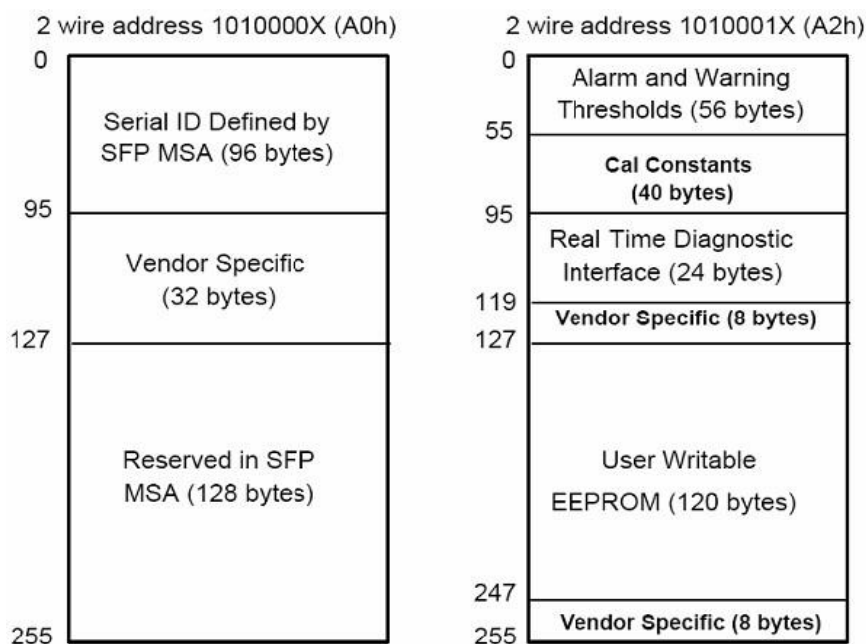 2 wire address 1010000X (A0h)
0
Serial ID Defined by
SFP MSA (96 bytes)
95
Vendor Specific
(32 bytes)
127
Reserved in SFP
MSA (128 bytes)
255
2 wire address 1010001X (A2h)
0
Alarm and Warning
Thresholds (56 bytes)
55
Cal Constants
(40 bytes)
95
Real Time Diagnostic
Interface (24 bytes)
119
Vendor Specific (8 bytes)
127
User Writable
EEPROM (120 bytes)
247
Vendor Specific (8 bytes)
255